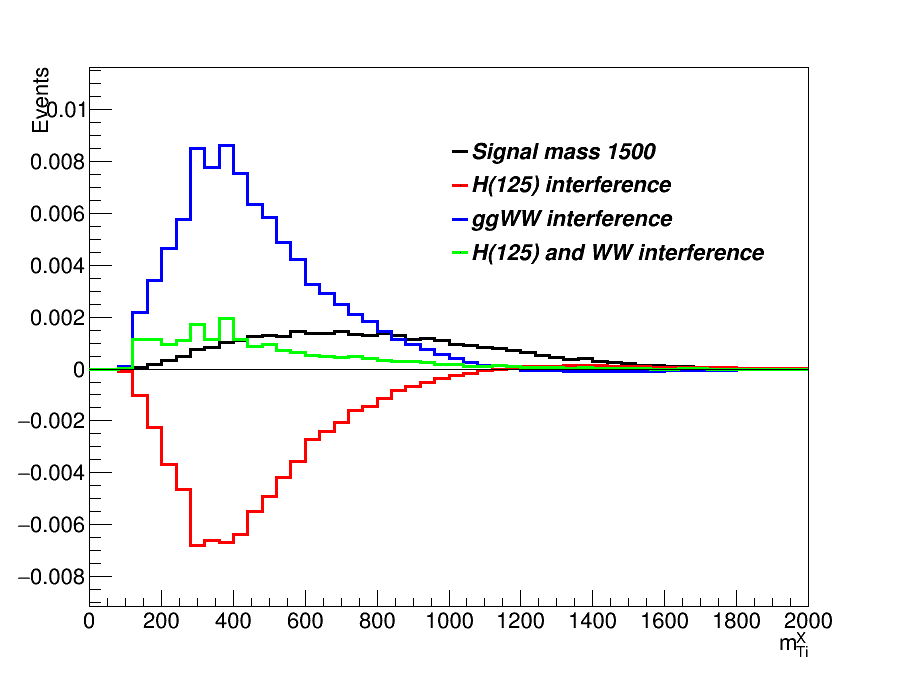 Events
0.01
0.008
0.006
0.004
0.002
0
−0.002
−0.004
−0.006
−0.008
Signal mass 1500
H(125) interference
ggWW interference
H(125) and WW interference
0 200 400 600 800 1000 1200 1400 1600 1800 2000
m^X_Ti